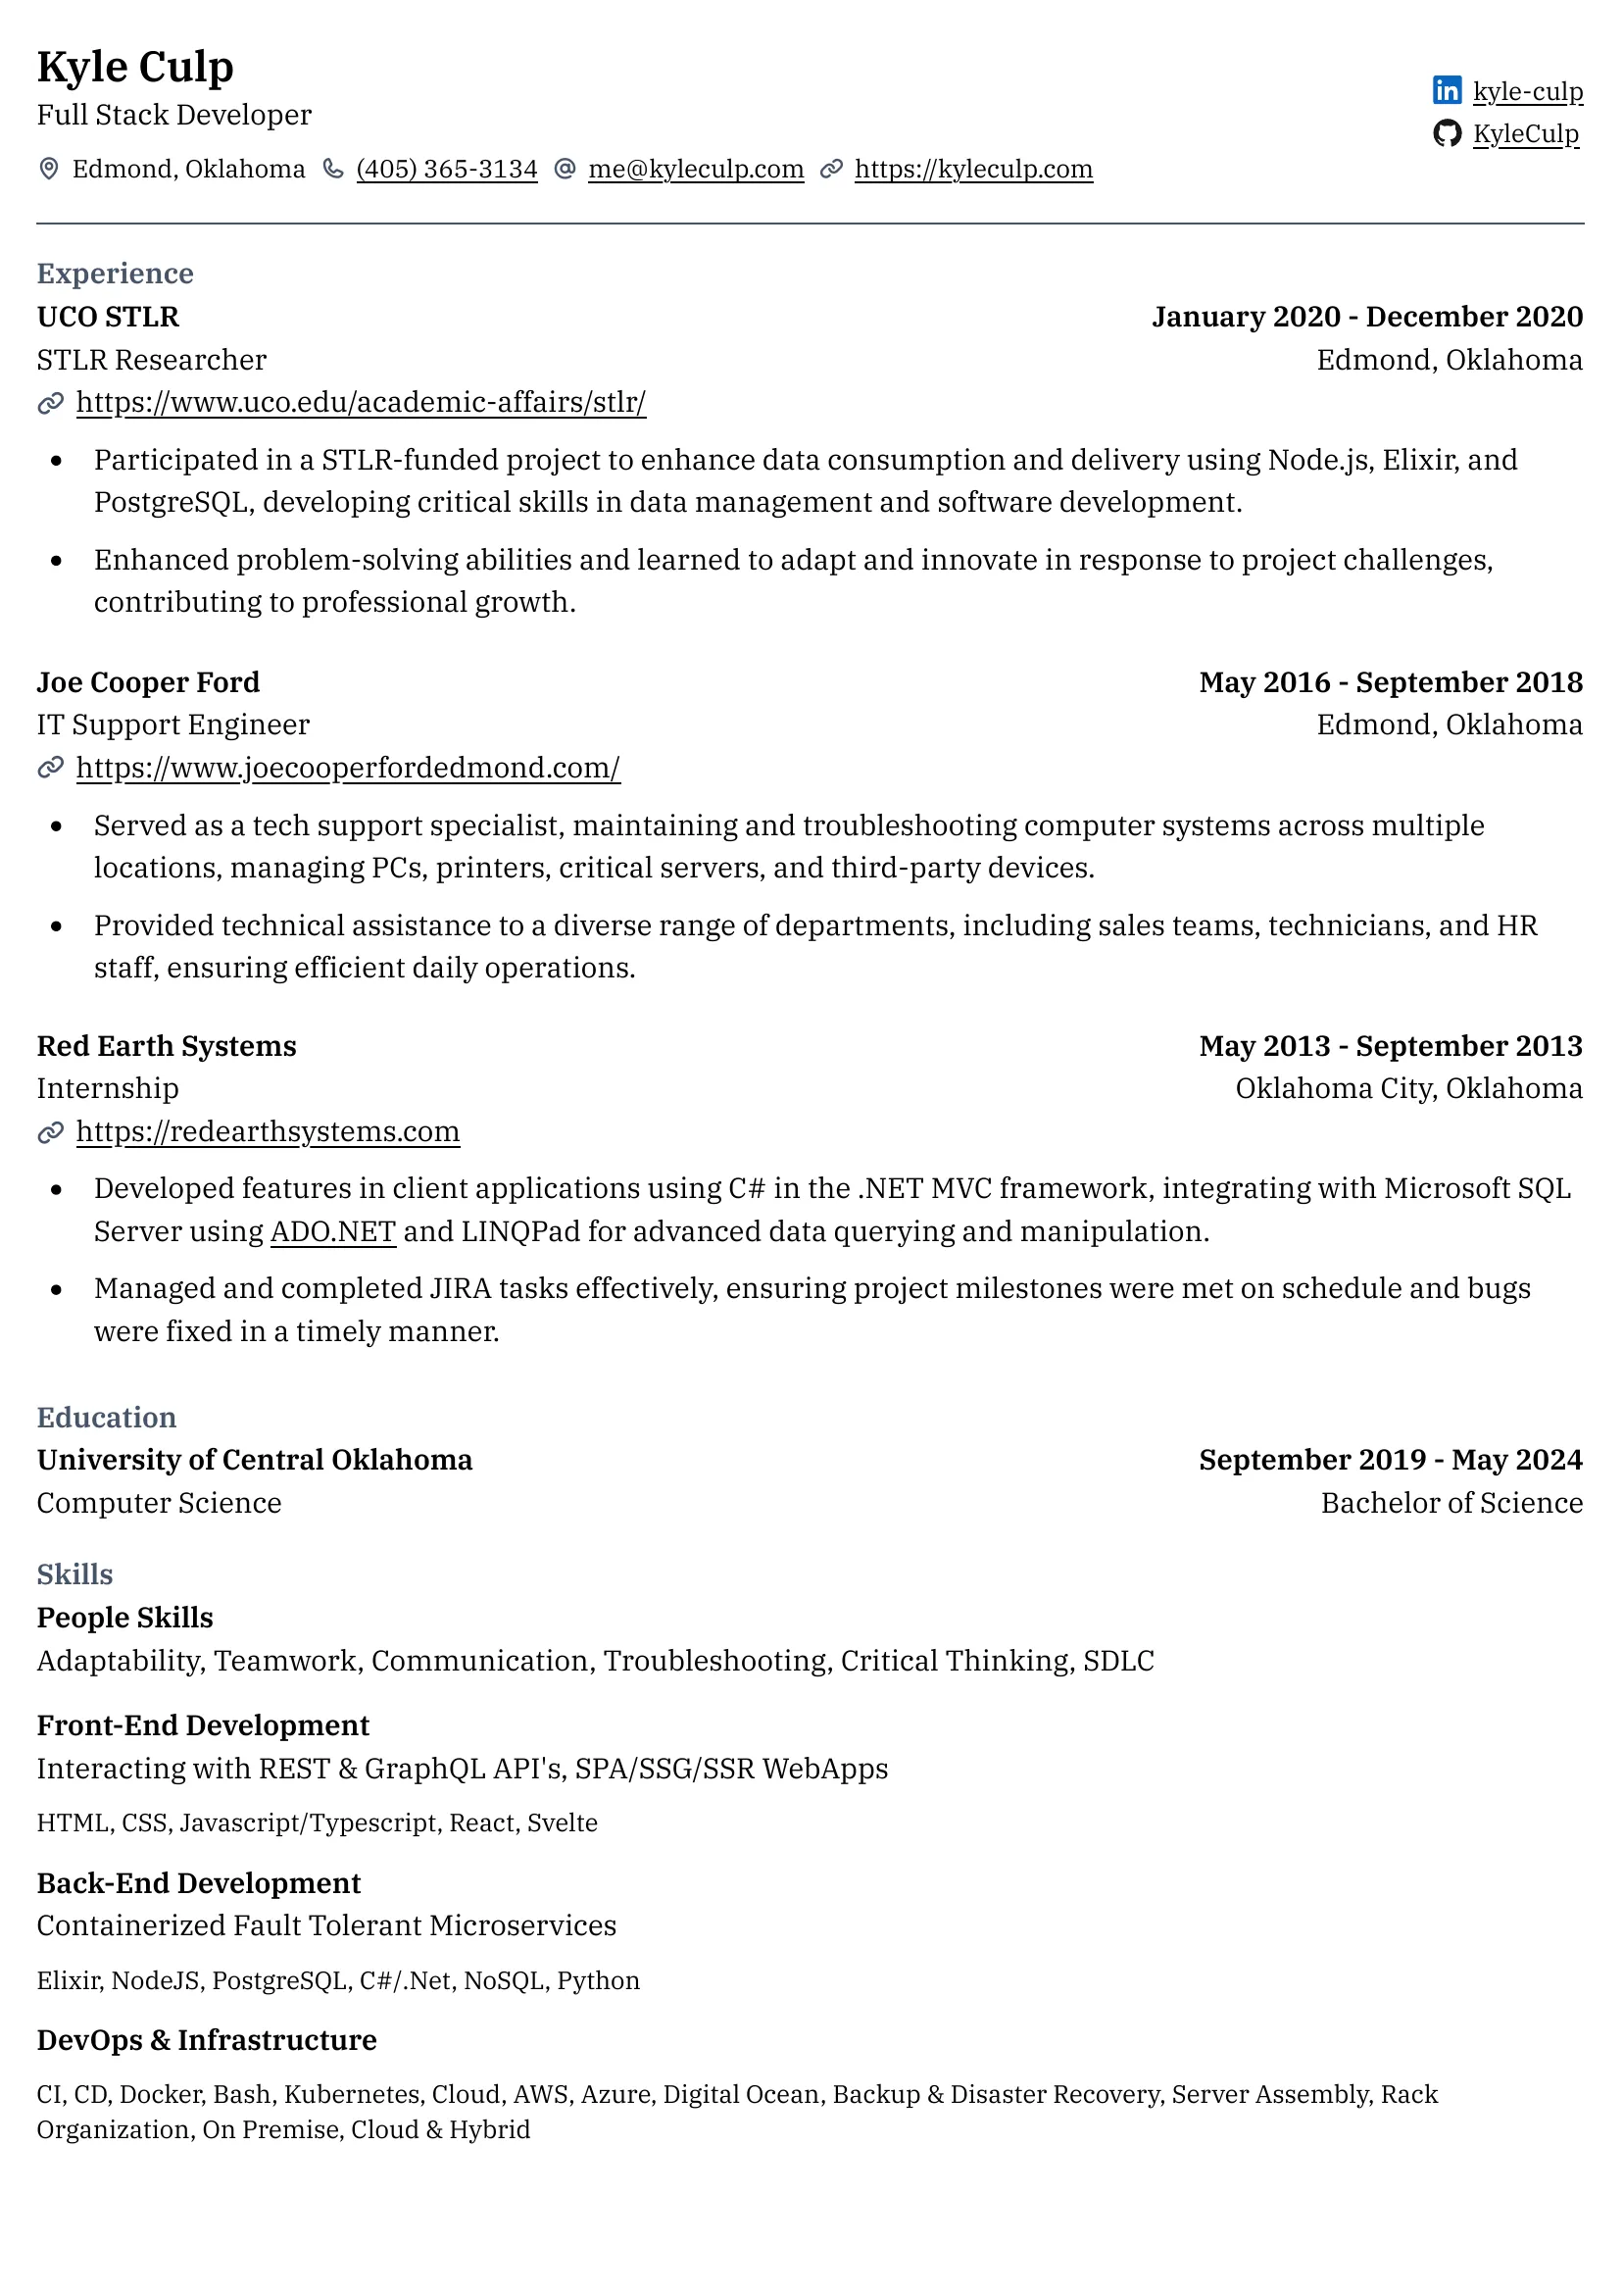 Kyle Culp
Full Stack Developer
Edmond, Oklahoma (405) 365-3134 me@kyleculp.com https://kyleculp.com
kyle-culp
KyleCulp
Experience
UCO STLR January 2020 - December 2020
STLR Researcher Edmond, Oklahoma
https://www.uco.edu/academic-affairs/stlr/
• Participated in a STLR-funded project to enhance data consumption and delivery using Node.js, Elixir, and
PostgreSQL, developing critical skills in data management and software development.
• Enhanced problem-solving abilities and learned to adapt and innovate in response to project challenges,
contributing to professional growth.
Joe Cooper Ford May 2016 - September 2018
IT Support Engineer Edmond, Oklahoma
https://www.joecooperfordedmond.com/
• Served as a tech support specialist, maintaining and troubleshooting computer systems across multiple
locations, managing PCs, printers, critical servers, and third-party devices.
• Provided technical assistance to a diverse range of departments, including sales teams, technicians, and HR
staff, ensuring efficient daily operations.
Red Earth Systems May 2013 - September 2013
Internship Oklahoma City, Oklahoma
https://redearthsystems.com
• Developed features in client applications using C# in the .NET MVC framework, integrating with Microsoft SQL
Server using ADO.NET and LINQPad for advanced data querying and manipulation.
• Managed and completed JIRA tasks effectively, ensuring project milestones were met on schedule and bugs
were fixed in a timely manner.
Education
University of Central Oklahoma September 2019 - May 2024
Computer Science Bachelor of Science
Skills
People Skills
Adaptability, Teamwork, Communication, Troubleshooting, Critical Thinking, SDLC
Front-End Development
Interacting with REST & GraphQL API's, SPA/SSG/SSR WebApps
HTML, CSS, Javascript/Typescript, React, Svelte
Back-End Development
Containerized Fault Tolerant Microservices
Elixir, NodeJS, PostgreSQL, C#/.Net, NoSQL, Python
DevOps & Infrastructure
CI, CD, Docker, Bash, Kubernetes, Cloud, AWS, Azure, Digital Ocean, Backup & Disaster Recovery, Server Assembly, Rack
Organization, On Premise, Cloud & Hybrid